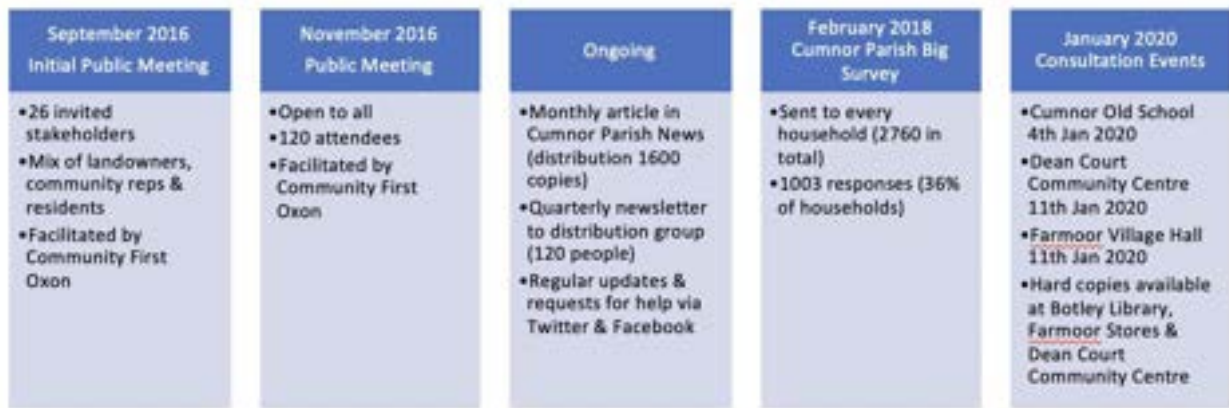 September 2016
Initial Public Meeting
•26 invited
stakeholders
•Mix of landowners,
community reps &
residents
•Facilitated by
Community First
Oxon
November 2016
Public Meeting
•Open to all
•120 attendees
•Facilitated by
Community First
Oxon
Ongoing
•Monthly article in
Cumnor Parish News
(distribution 1600
copies)
•Quarterly newsletter
to distribution group
(120 people)
•Regular updates &
requests for help via
Twitter & Facebook
February 2018
Cumnor Parish Big
Survey
•Sent to every
household (2760 in
total)
•1003 responses (36%
of households)
January 2020
Consultation Events
•Cumnor Old School
4th Jan 2020
•Dean Court
Community Centre
11th Jan 2020
•Farmoor Village Hall
11th Jan 2020
•Hard copies available
at Botley Library,
Farmoor Stores &
Dean Court
Community Centre